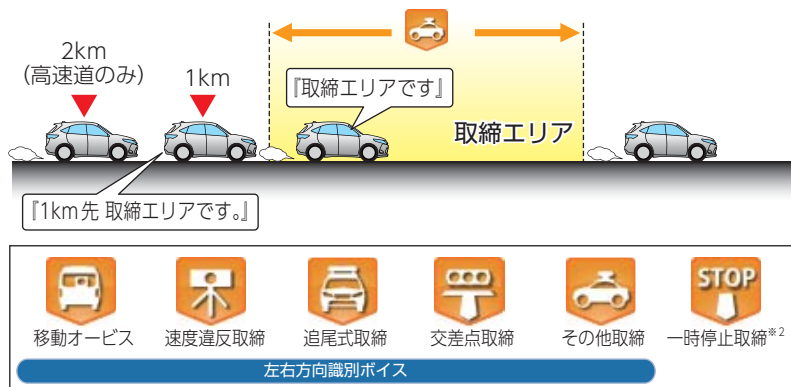 2km
(高速道のみ)
1km
『取締エリアです』
取締エリア
『1km先 取締エリアです。』
移動オービス
速度違反取締
追尾式取締
交差点取締
その他取締
STOP
一時停止取締※2
左右方向識別ボイス